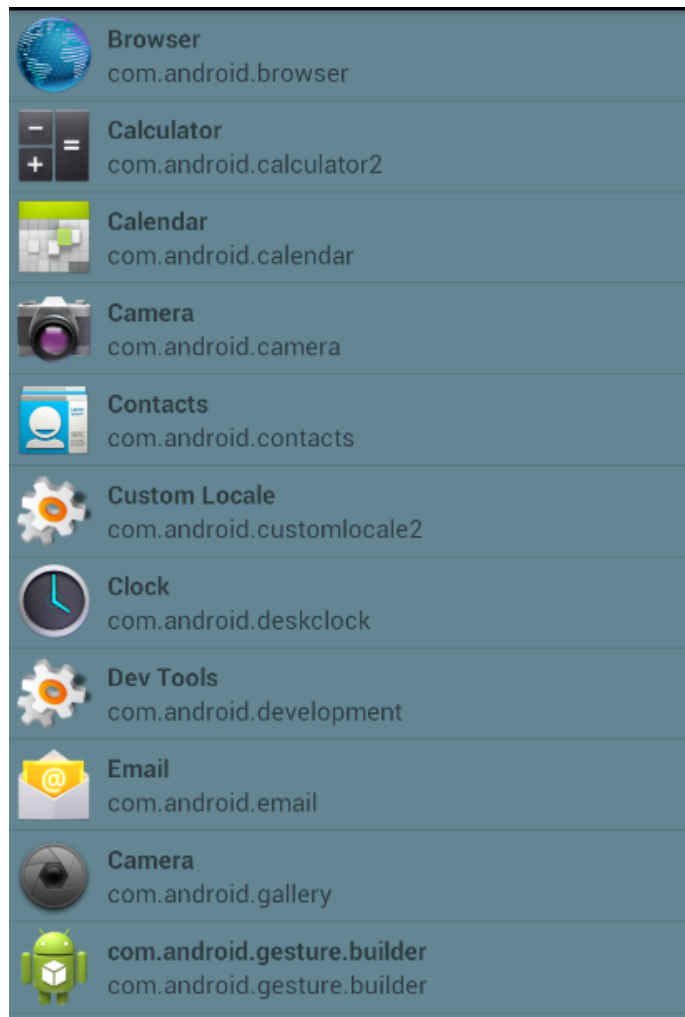 Browser
com.android.browser
Calculator
com.android.calculator2
Calendar
com.android.calendar
Camera
com.android.camera
Contacts
com.android.contacts
Custom Locale
com.android.customlocale2
Clock
com.android.deskclock
Dev Tools
com.android.development
Email
com.android.email
Camera
com.android.gallery
com.android.gesture.builder
com.android.gesture.builder